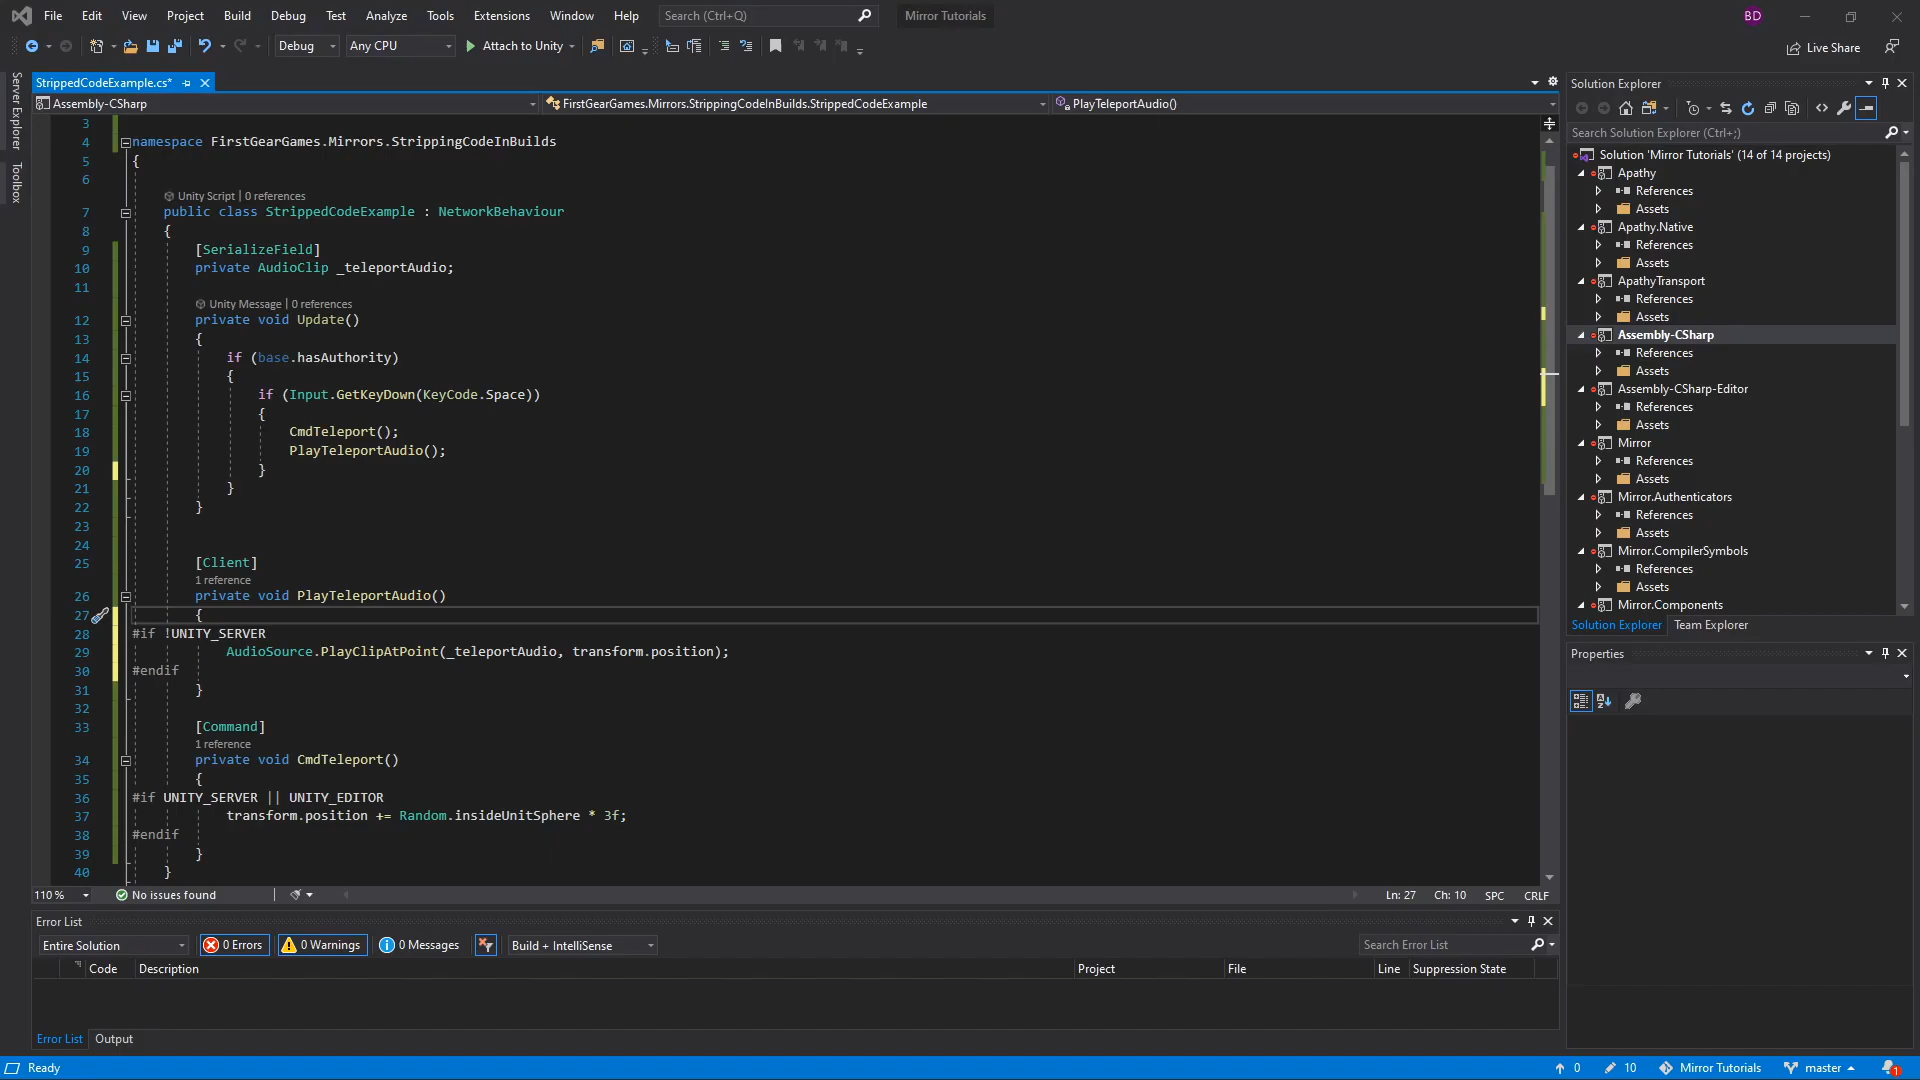 File Edit View Project Build Debug Test Analyze Tools Extensions Window Help Search (Ctrl+Q) Mirror Tutorials BD
Debug Any CPU Attach to Unity Live Share
Server Explorer
Toolbox
StrippedCodeExample.cs*
Assembly-CSharp FirstGearGames.Mirrors.StrippingCodeInBuilds.StrippedCodeExample PlayTeleportAudio()
3
4 namespace FirstGearGames.Mirrors.StrippingCodeInBuilds
5 {
6
Unity Script | 0 references
7 public class StrippedCodeExample : NetworkBehaviour
8 {
9 [SerializeField]
10 private AudioClip _teleportAudio;
11
Unity Message | 0 references
12 private void Update()
13 {
14 if (base.hasAuthority)
15 {
16 if (Input.GetKeyDown(KeyCode.Space))
17 {
18 CmdTeleport();
19 PlayTeleportAudio();
20 }
21 }
22 }
23
24
25 [Client]
1 reference
26 private void PlayTeleportAudio()
27 {
28 #if !UNITY_SERVER
29 AudioSource.PlayClipAtPoint(_teleportAudio, transform.position);
30 #endif
31 }
32
33 [Command]
1 reference
34 private void CmdTeleport()
35 {
36 #if UNITY_SERVER || UNITY_EDITOR
37 transform.position += Random.insideUnitSphere * 3f;
38 #endif
39 }
40 }
110 % No issues found Ln: 27 Ch: 10 SPC CRLF
Error List
Entire Solution 0 Errors 0 Warnings 0 Messages Build + IntelliSense Search Error List
Code Description Project File Line Suppression State
Error List Output
Solution Explorer
Search Solution Explorer (Ctrl+;)
Solution 'Mirror Tutorials' (14 of 14 projects)
Apathy
References
Assets
Apathy.Native
References
Assets
ApathyTransport
References
Assets
Assembly-CSharp
References
Assets
Assembly-CSharp-Editor
References
Assets
Mirror
References
Assets
Mirror.Authenticators
References
Assets
Mirror.CompilerSymbols
References
Assets
Mirror.Components
Solution Explorer Team Explorer
Properties
Ready 0 10 Mirror Tutorials master 1